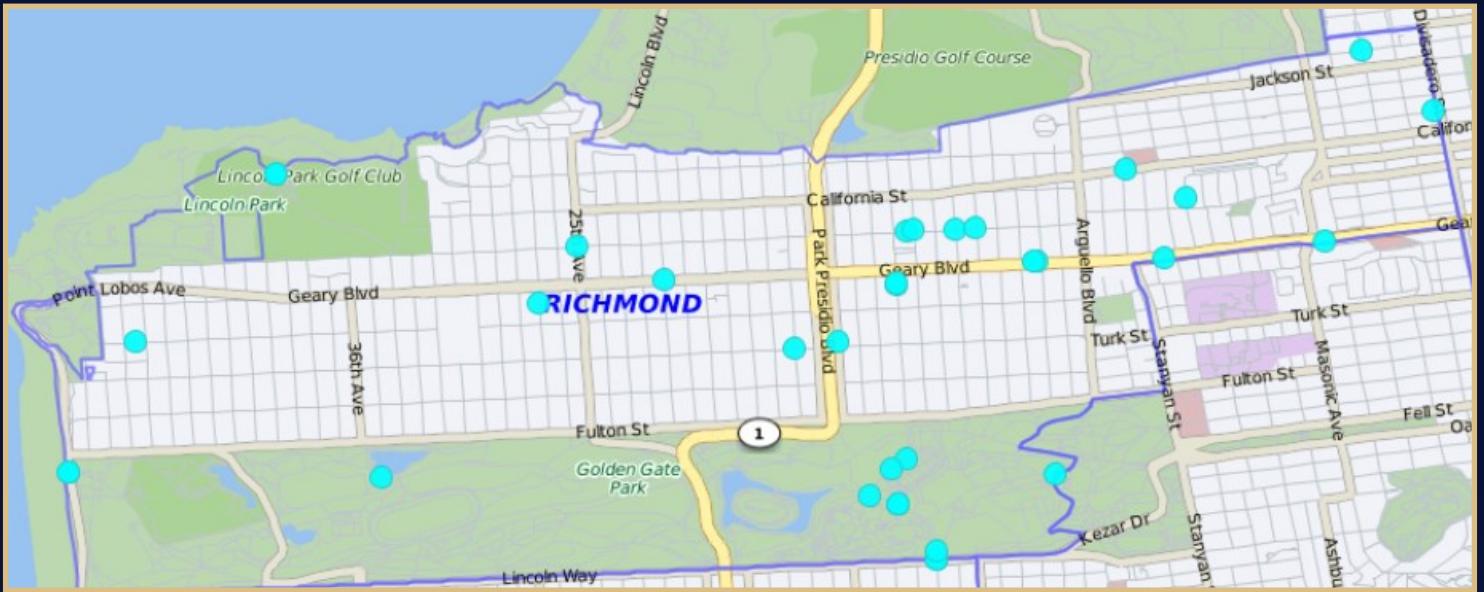 Lincoln Blvd
Presidio Golf Course
Jackson St
Divisadero S
Califor
Lincoln Park Golf Club
Lincoln Park
California St
25th Ave
Park Presidio Blvd
Arguello Blvd
Gea
Geary Blvd
Point Lobos Ave
Geary Blvd
RICHMOND
Turk St
Turk St
Stanyan St
Masonic Ave
36th Ave
Fulton St
Fell St
Oa
Fulton St
1
Golden Gate
Park
Kezar Dr
Stanyan
Ashbu
Lincoln Way